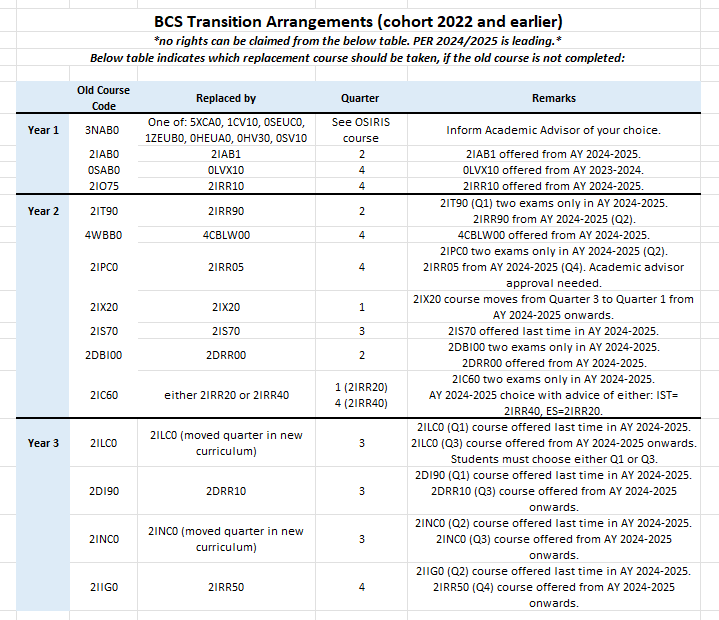 BCS Transition Arrangements (cohort 2022 and earlier)
*no rights can be claimed from the below table. PER 2024/2025 is leading.*
Below table indicates which replacement course should be taken, if the old course is not completed:
Old Course Code Replaced by Quarter Remarks
Year 1 3NAB0 One of: 5XCA0, 1CV10, 0SEUC0, 1ZEUB0, 0HEUA0, 0HV30, 0SV10 See OSIRIS course Inform Academic Advisor of your choice.
2IAB0 2IAB1 2 2IAB1 offered from AY 2024-2025.
0SAB0 0LVX10 4 0LVX10 offered from AY 2023-2024.
2IO75 2IRR10 4 2IRR10 offered from AY 2024-2025.
Year 2 2IT90 2IRR90 2 2IT90 (Q1) two exams only in AY 2024-2025.
2IRR90 from AY 2024-2025 (Q2).
4WBB0 4CBLW00 4 4CBLW00 offered from AY 2024-2025.
2IPC0 2IRR05 4 2IPC0 two exams only in AY 2024-2025 (Q2).
2IRR05 from AY 2024-2025 (Q4). Academic advisor
approval needed.
2IX20 2IX20 1 2IX20 course moves from Quarter 3 to Quarter 1 from
AY 2024-2025 onwards.
2IS70 2IS70 3 2IS70 offered last time in AY 2024-2025.
2DBI00 2DRR00 2 2DBI00 two exams only in AY 2024-2025.
2DRR00 offered from AY 2024-2025.
2IC60 either 2IRR20 or 2IRR40 1 (2IRR20) 4 (2IRR40) 2IC60 two exams only in AY 2024-2025.
AY 2024-2025 choice with advice of either: IST=
2IRR40, ES=2IRR20.
Year 3 2ILC0 2ILC0 (moved quarter in new curriculum) 3 2ILC0 (Q1) course offered last time in AY 2024-2025.
2ILC0 (Q3) course offered from AY 2024-2025 onwards.
Students must choose either Q1 or Q3.
2DI90 2DRR10 3 2DI90 (Q1) course offered last time in AY 2024-2025.
2DRR10 (Q3) course offered from AY 2024-2025
onwards.
2INC0 2INC0 (moved quarter in new curriculum) 3 2INC0 (Q2) course offered last time in AY 2024-2025.
2INC0 (Q3) course offered from AY 2024-2025
onwards.
2IIG0 2IRR50 4 2IIG0 (Q2) course offered last time in AY 2024-2025.
2IRR50 (Q4) course offered from AY 2024-2025
onwards.